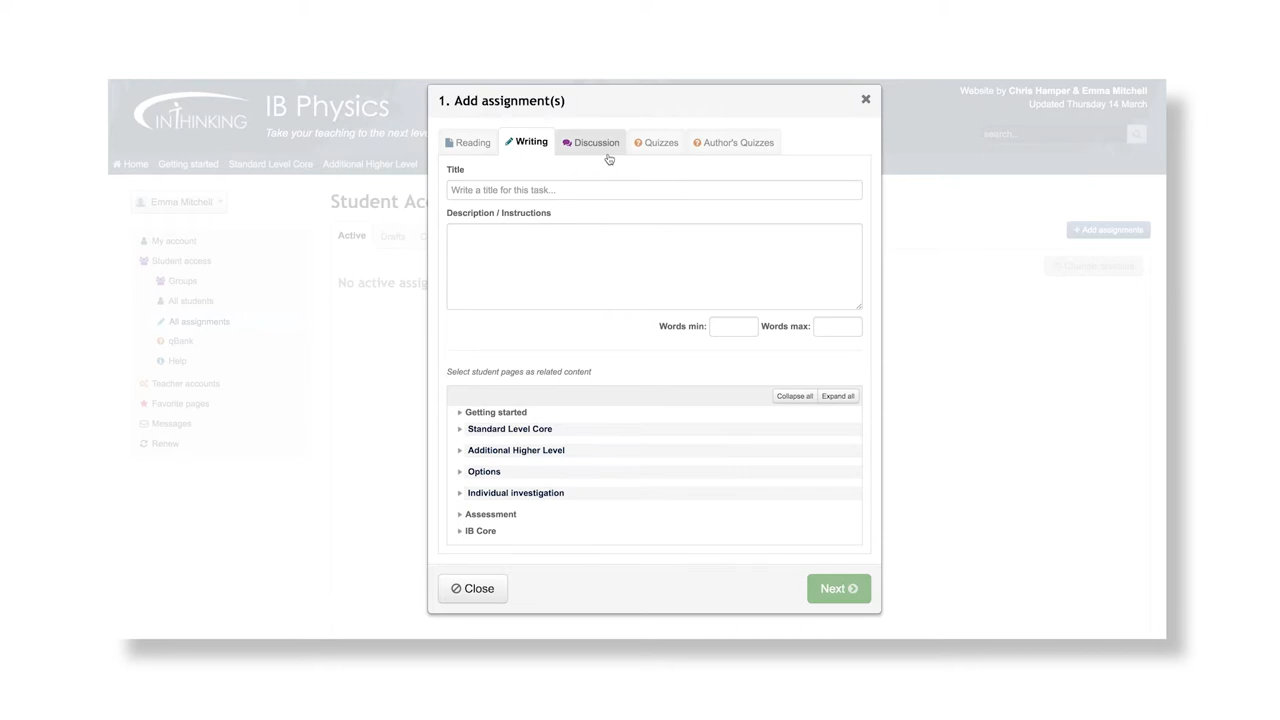 INTHINKING
IB Physics
Take your teaching to the next leve
Website by Chris Hamper & Emma Mitchell
Updated Thursday 14 March
search...
Home Getting started Standard Level Core Additional Higher Level
Emma Mitchell
My account
Student access
Groups
All students
All assignments
qBank
Help
Teacher accounts
Favorite pages
Messages
Renew
Student Acc
Active Drafts C
No active assig
+ Add assignments
1. Add assignment(s)
Reading Writing Discussion Quizzes Author's Quizzes
Title
Write a title for this task...
Description / Instructions
Words min: Words max:
Select student pages as related content
Collapse all Expand all
Getting started
Standard Level Core
Additional Higher Level
Options
Individual investigation
Assessment
IB Core
Close Next